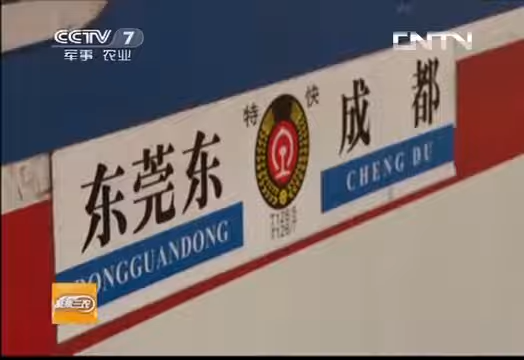 CCTV 7
军事 农业
CNTV
特 快
东莞东
成 都
DONGGUANDONG
CHENG DU